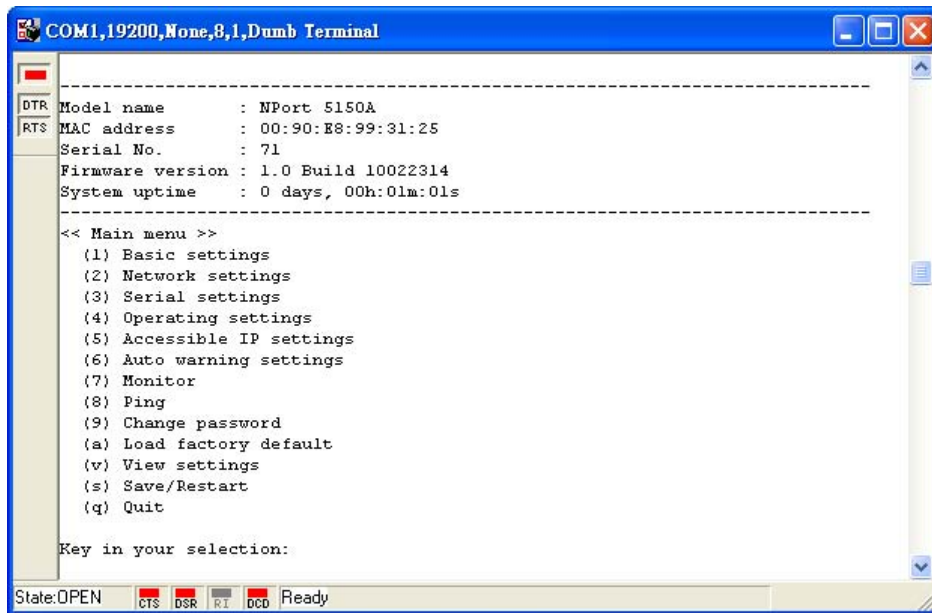 COM1,19200,None,8,1,Dumb Terminal
DTR
RTS
--------------------------------------------------------------------------------
Model name       : NPort 5150A
MAC address      : 00:90:E8:99:31:25
Serial No.       : 71
Firmware version : 1.0 Build 10022314
System uptime    : 0 days, 00h:01m:01s
--------------------------------------------------------------------------------
<< Main menu >>
(1) Basic settings
(2) Network settings
(3) Serial settings
(4) Operating settings
(5) Accessible IP settings
(6) Auto warning settings
(7) Monitor
(8) Ping
(9) Change password
(a) Load factory default
(v) View settings
(s) Save/Restart
(q) Quit
Key in your selection:
State:OPEN CTS DSR RI DCD Ready